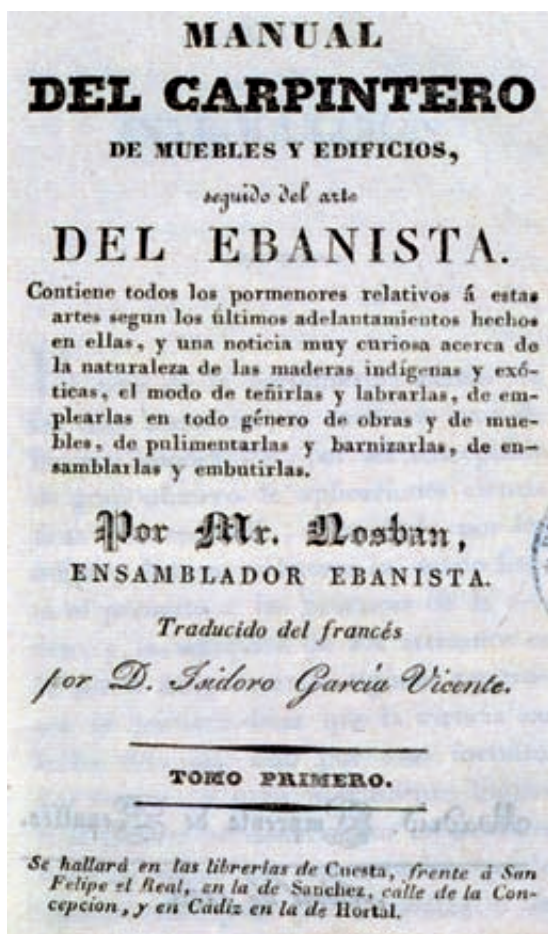 MANUAL
DEL CARPINTERO
DE MUEBLES Y EDIFICIOS,
seguido del arte
DEL EBANISTA.
Contiene todos los pormenores relativos á estas
artes segun los últimos adelantamientos hechos
en ellas, y una noticia muy curiosa acerca de
la naturaleza de las maderas indígenas y exó-
ticas, el modo de teñirlas y labrarlas, de em-
plearlas en todo género de obras y de mue-
bles, de pulimentarlas y barnizarlas, de en-
samblarlas y embutirlas.
Por Mr. Nosban,
ENSAMBLADOR EBANISTA.
Traducido del francés
por D. Isidoro García Vicente.
TOMO PRIMERO.
Se hallará en las librerías de Cuesta, frente á San
Felipe el Real, en la de Sanchez, calle de la Con-
cepcion, y en Cádiz en la de Hortal.